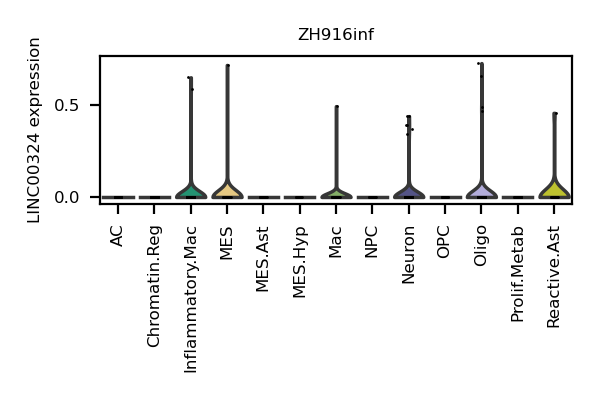 ZH916inf
LINC00324 expression
0.5
0.0
AC
Chromatin.Reg
Inflammatory.Mac
MES
MES.Ast
MES.Hyp
Mac
NPC
Neuron
OPC
Oligo
Prolif.Metab
Reactive.Ast